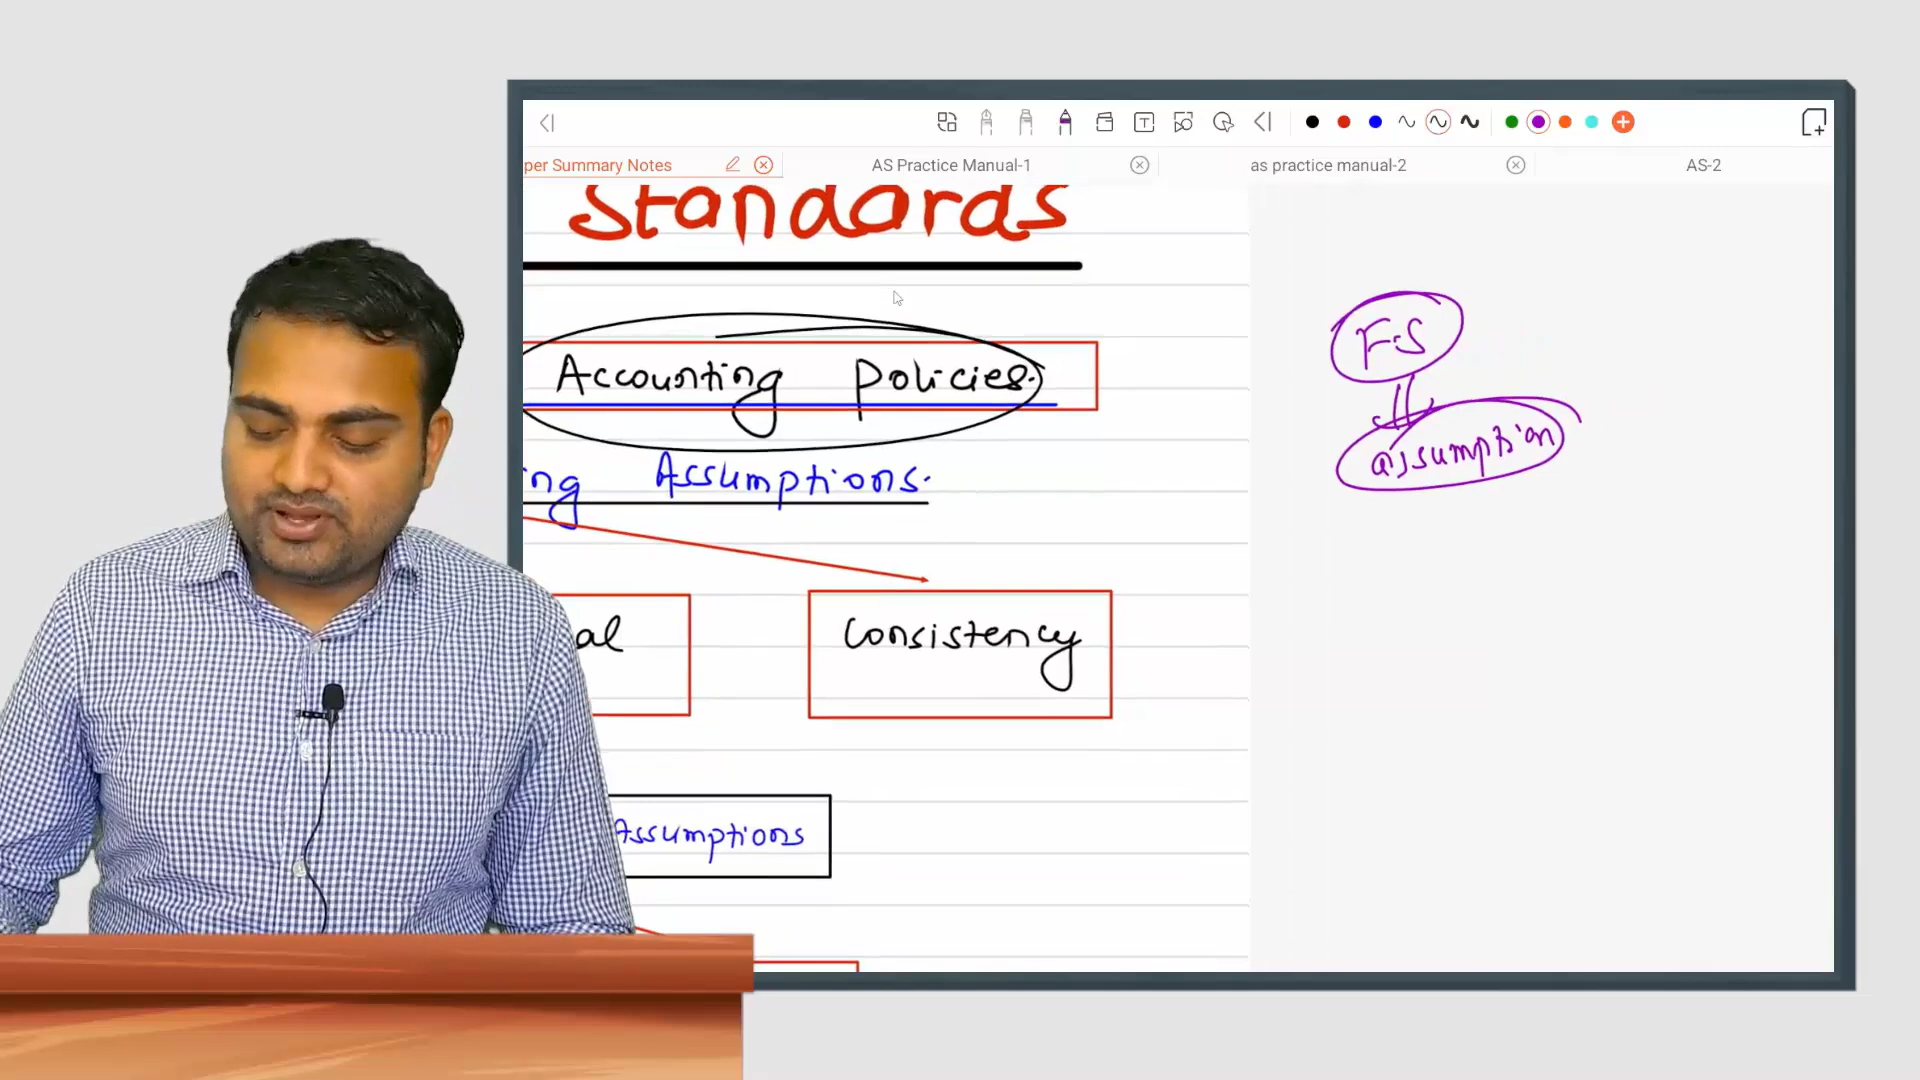 per Summary Notes
AS Practice Manual-1
as practice manual-2
AS-2
Standards
Accounting Policies.
ng Assumptions.
al
Consistency
Assumptions
F.S
assumption